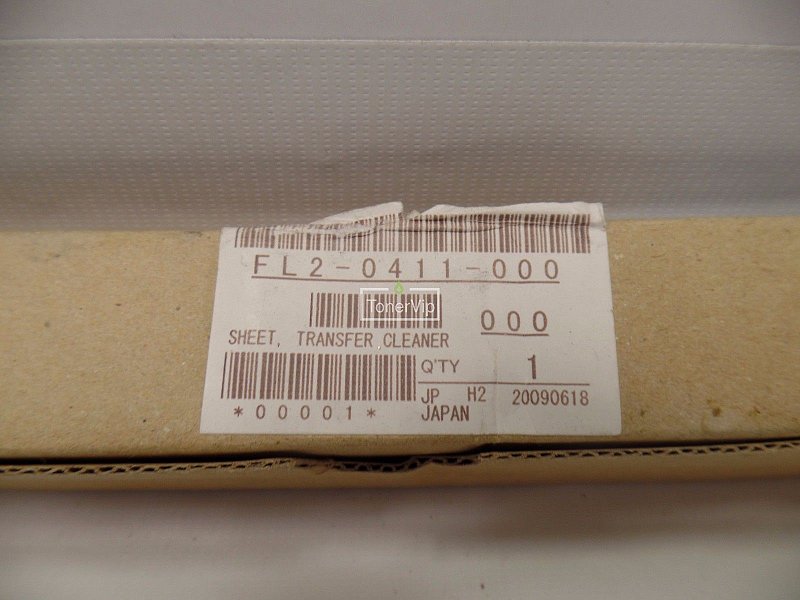 FL2-0411-000
TonerVip
000
SHEET, TRANSFER CLEANER
Q'TY 1
*00001*
JP H2 20090618
JAPAN